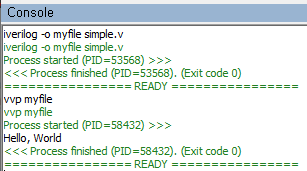 Console
iverilog -o myfile simple.v
iverilog -o myfile simple.v
Process started (PID=53568) >>>
<<< Process finished (PID=53568). (Exit code 0)
================ READY ================
vvp myfile
vvp myfile
Process started (PID=58432) >>>
Hello, World
<<< Process finished (PID=58432). (Exit code 0)
================ READY ================